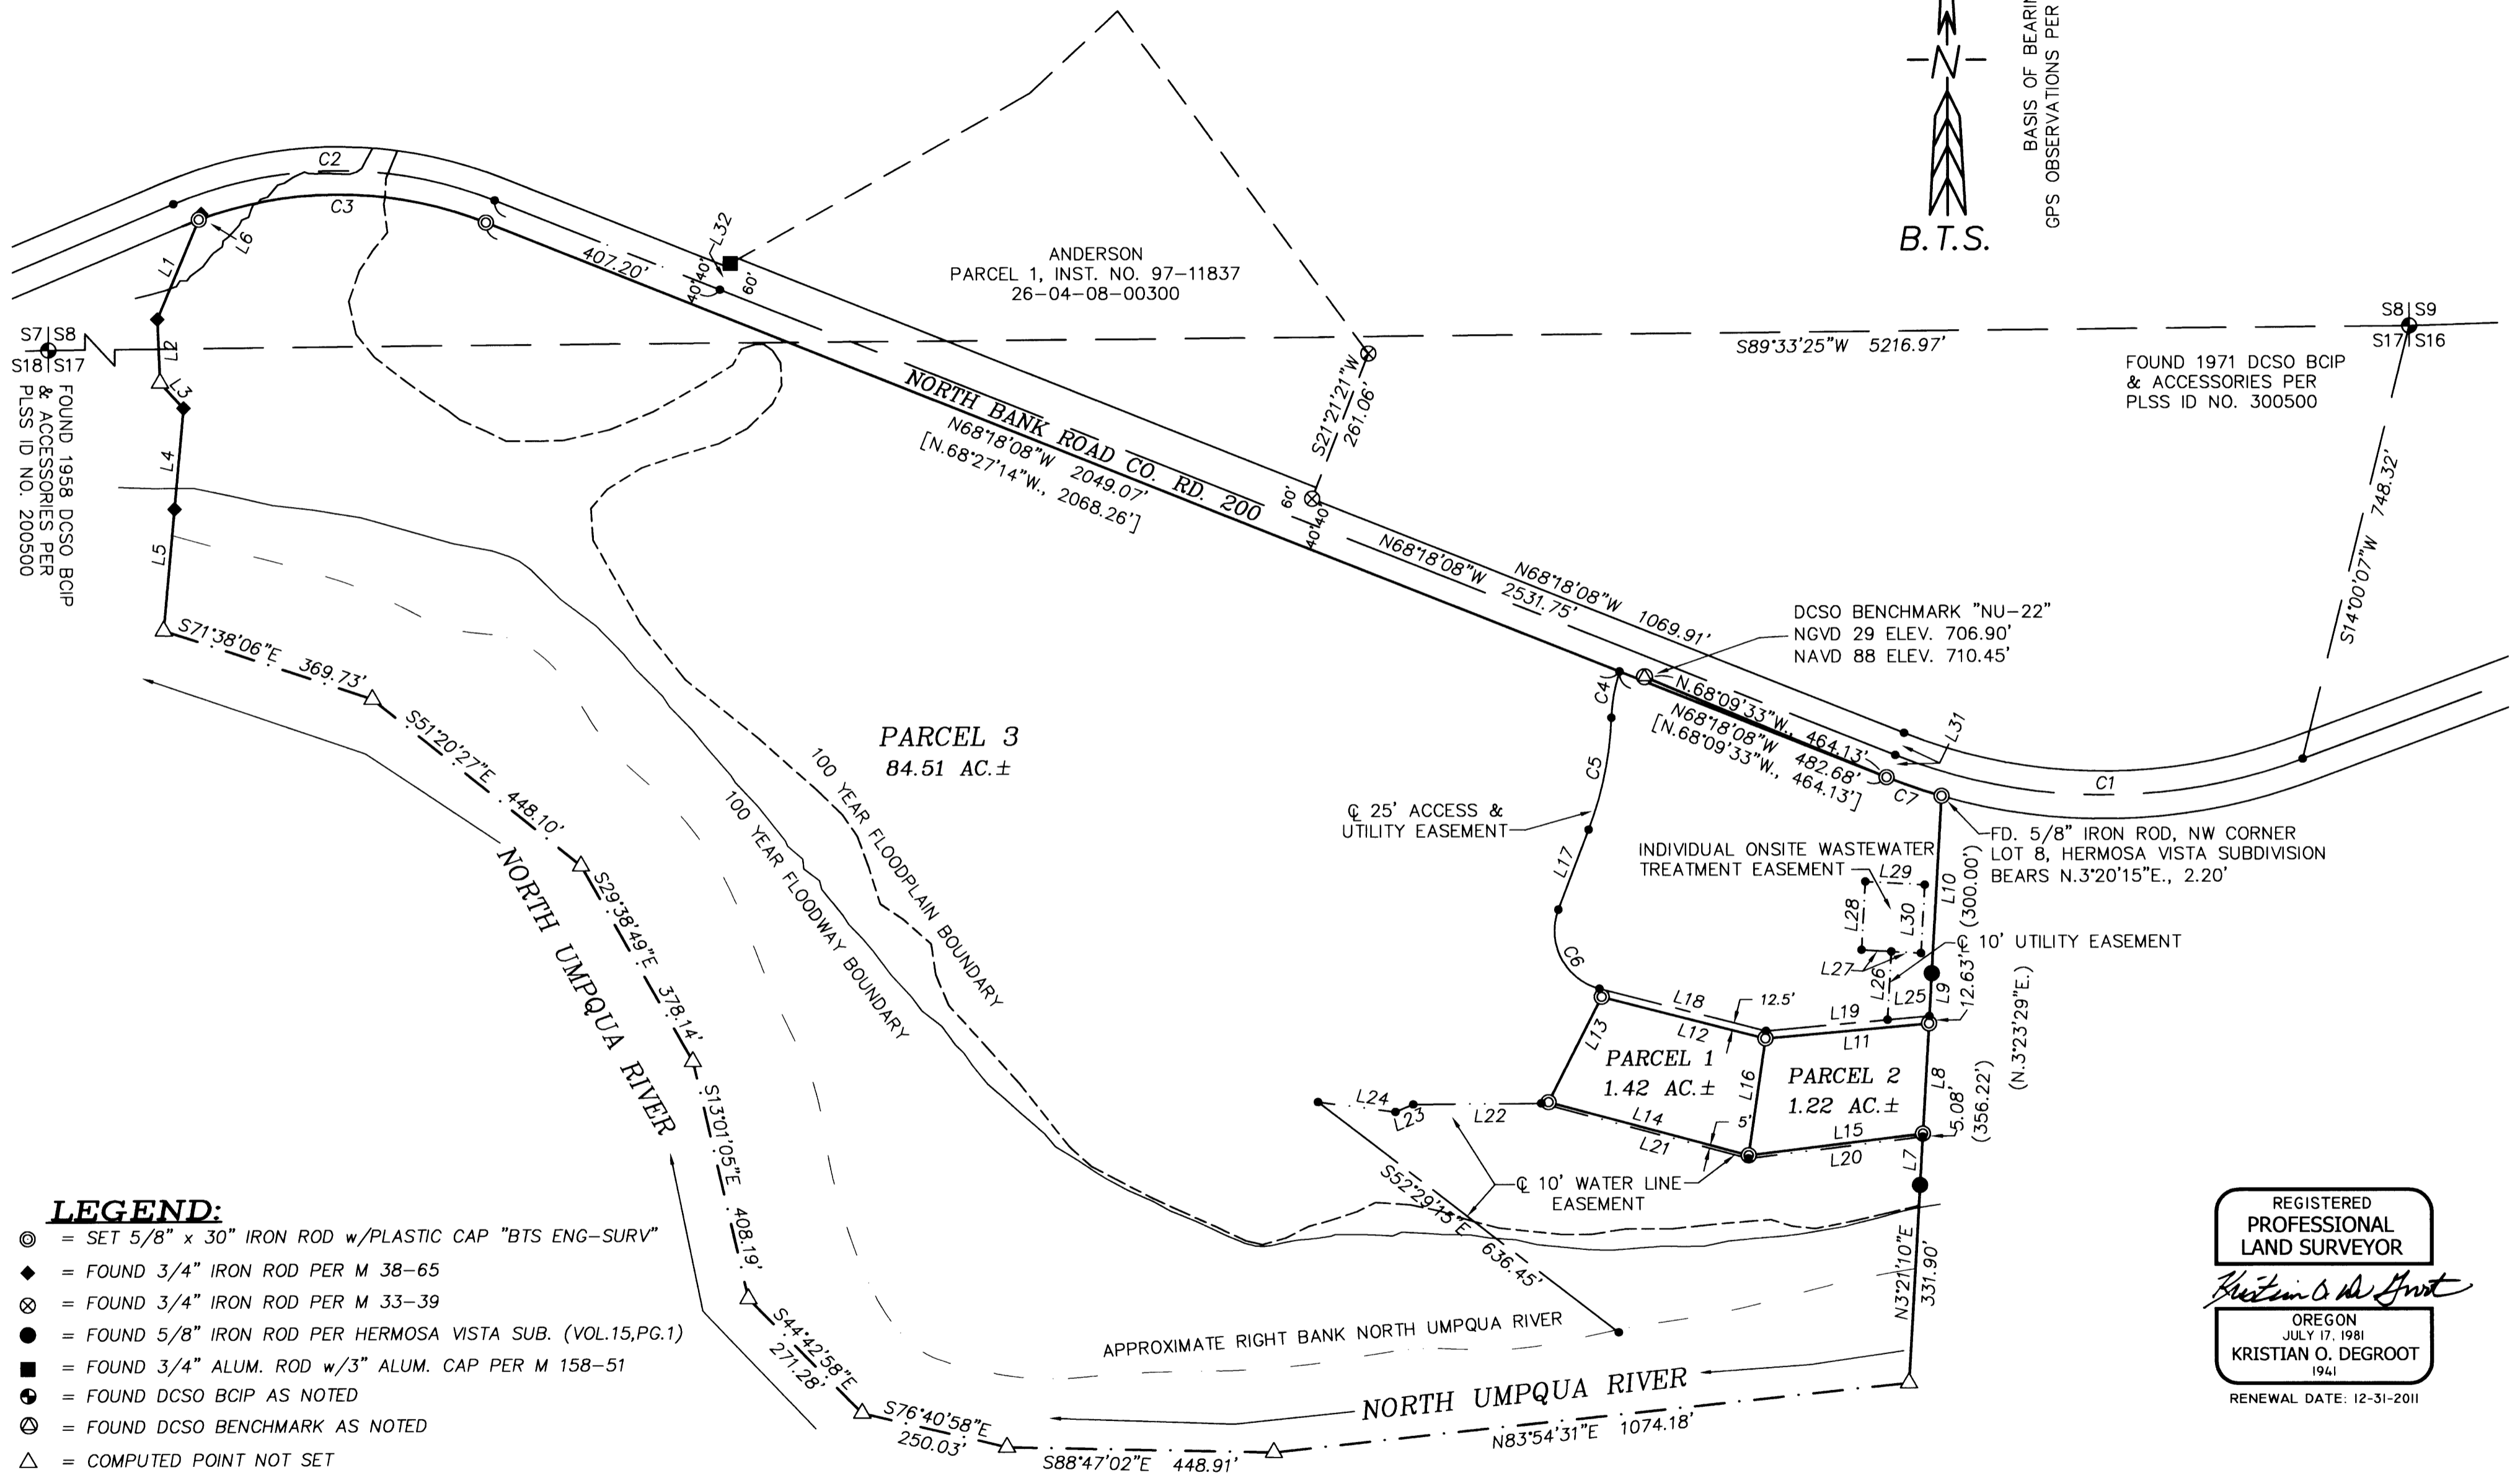 BASIS OF BEARIN
GPS OBSERVATIONS PER
N
B.T.S.
C2
C3
L6
L1
L2
L3
L4
L5
407.20'
40'
40'
60'
L32
ANDERSON
PARCEL 1, INST. NO. 97-11837
26-04-08-00300
S7 | S8
S18 | S17
FOUND 1958 DCSO BCIP
& ACCESSORIES PER
PLSS ID NO. 200500
S8 | S9
S17 | S16
S89°33'25"W 5216.97'
FOUND 1971 DCSO BCIP
& ACCESSORIES PER
PLSS ID NO. 300500
S21°21'21"W
261.06'
S14°00'07"W 748.32'
NORTH BANK ROAD CO. RD. 200
N68°18'08"W 2049.07'
[N.68°27'14"W., 2068.26']
60'
40'
40'
N68°18'08"W 2531.75'
N68°18'08"W 1069.91'
DCSO BENCHMARK "NU-22"
NGVD 29 ELEV. 706.90'
NAVD 88 ELEV. 710.45'
N.68°09'33"W., 464.13'
N68°18'08"W 482.68'
[N.68°09'33"W., 464.13']
L31
C1
C7
C4
C5
L17
C6
℄ 25' ACCESS &
UTILITY EASEMENT
FD. 5/8" IRON ROD, NW CORNER
LOT 8, HERMOSA VISTA SUBDIVISION
BEARS N.3°20'15"E., 2.20'
INDIVIDUAL ONSITE WASTEWATER
TREATMENT EASEMENT
L29
L28
L30
L10
(300.00')
L27
L26
℄ 10' UTILITY EASEMENT
L25
L9
12.63'
(N.3°23'29"E.)
L18
12.5'
L12
L19
L11
L13
PARCEL 1
1.42 AC.±
L16
PARCEL 2
1.22 AC.±
L8
5.08'
(356.22')
L24
L23
L22
L14
L21
5'
L15
L20
L7
℄ 10' WATER LINE
EASEMENT
S52°29'15"E 636.45'
N3°21'10"E
331.90'
PARCEL 3
84.51 AC.±
100 YEAR FLOODPLAIN BOUNDARY
100 YEAR FLOODWAY BOUNDARY
S71°38'06"E 369.73'
S51°20'27"E 448.10'
S29°38'49"E 378.14'
S13°01'05"E 408.19'
S44°42'58"E
271.28'
S76°40'58"E
250.03'
S88°47'02"E 448.91'
N83°54'31"E 1074.18'
NORTH UMPQUA RIVER
APPROXIMATE RIGHT BANK NORTH UMPQUA RIVER
NORTH UMPQUA RIVER
LEGEND:
= SET 5/8" x 30" IRON ROD w/PLASTIC CAP "BTS ENG-SURV"
= FOUND 3/4" IRON ROD PER M 38-65
= FOUND 3/4" IRON ROD PER M 33-39
= FOUND 5/8" IRON ROD PER HERMOSA VISTA SUB. (VOL.15,PG.1)
= FOUND 3/4" ALUM. ROD w/3" ALUM. CAP PER M 158-51
= FOUND DCSO BCIP AS NOTED
= FOUND DCSO BENCHMARK AS NOTED
= COMPUTED POINT NOT SET
REGISTERED
PROFESSIONAL
LAND SURVEYOR
Kristian O. DeGroot
OREGON
JULY 17, 1981
KRISTIAN O. DEGROOT
1941
RENEWAL DATE: 12-31-2011